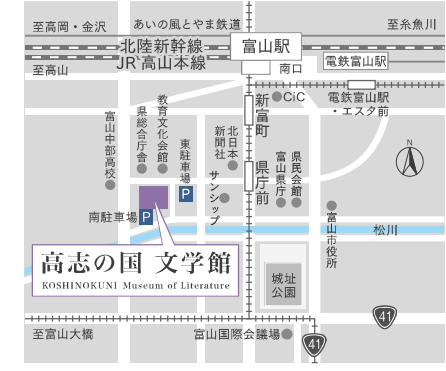 至高岡・金沢
あいの風とやま鉄道
至糸魚川
北陸新幹線
JR高山本線
富山駅
電鉄富山駅
至高山
南口
CiC
電鉄富山駅
・エスタ前
新富町
教育文化会館
県総合庁舎
富山中部高校
東駐車場
P
北日本
新聞社
サンシップ
県庁前
県民会館
富山県庁
N
南駐車場
P
富山市役所
松川
高志の国 文学館
KOSHINOKUNI Museum of Literature
城址
公園
41
至富山大橋
富山国際会議場
41